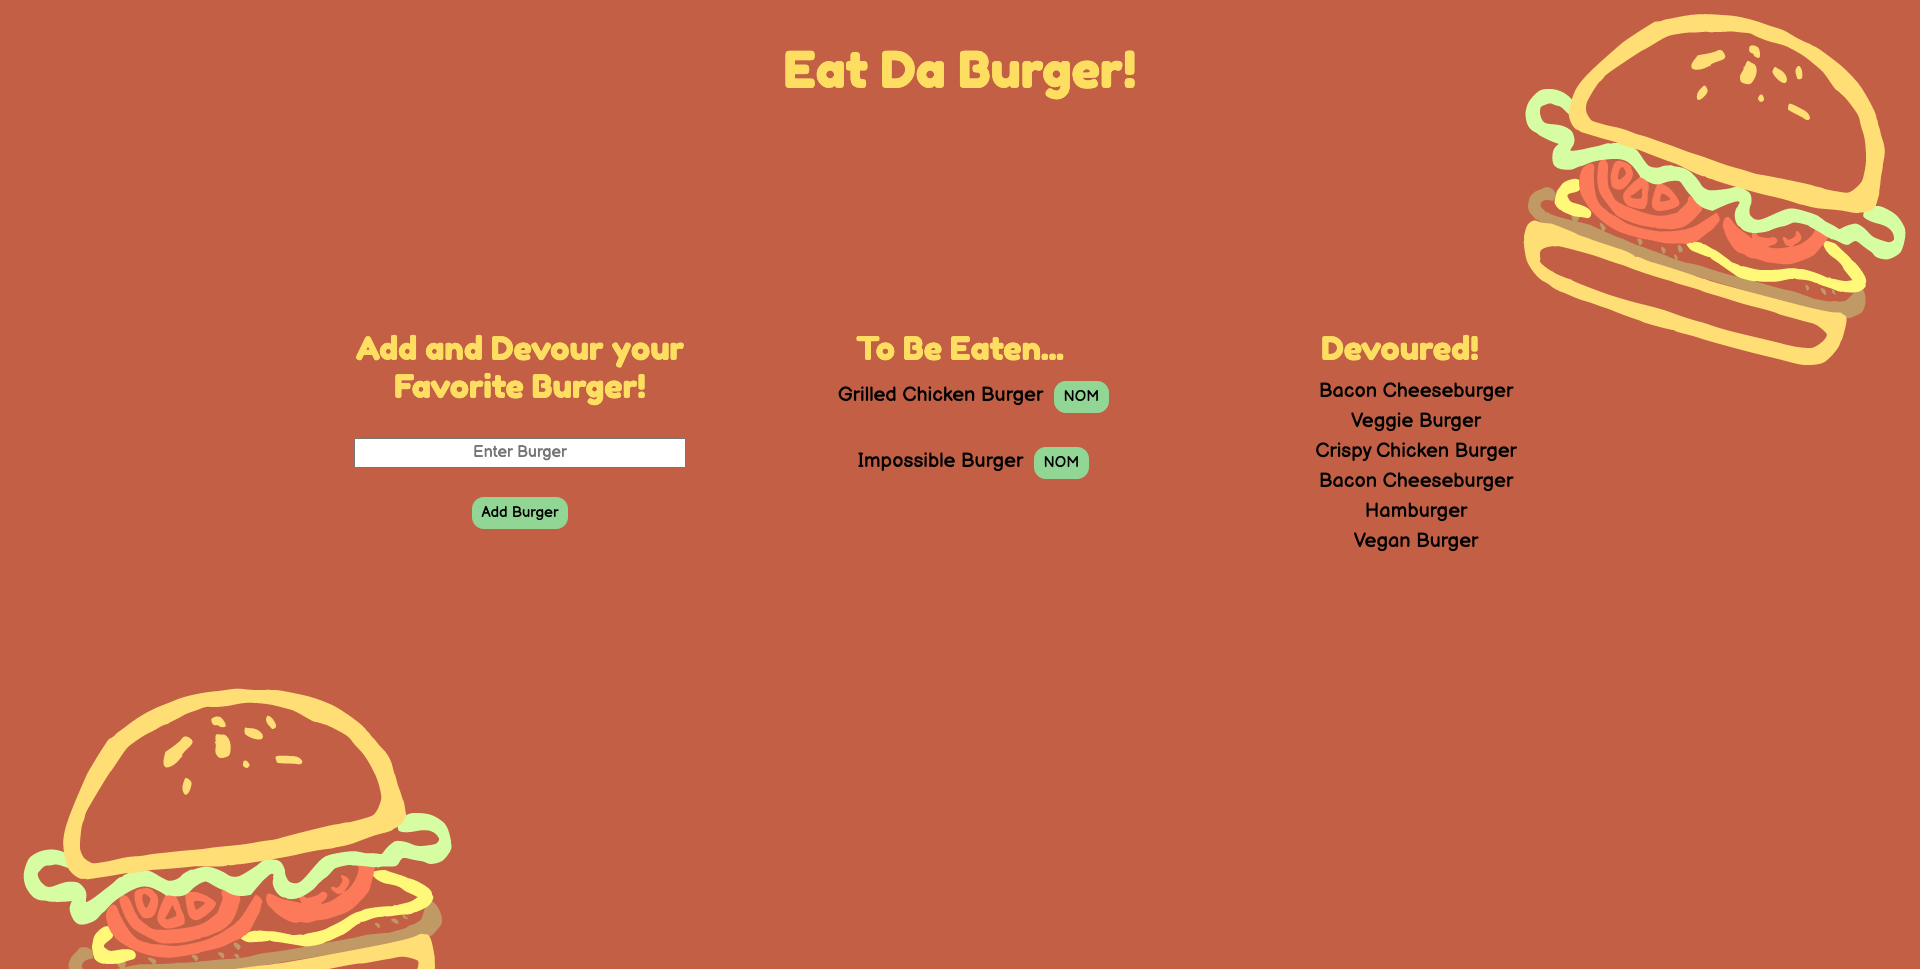 Eat Da Burger!
Add and Devour your
Favorite Burger!
Enter Burger
Add Burger
To Be Eaten...
Grilled Chicken Burger NOM
Impossible Burger NOM
Devoured!
Bacon Cheeseburger
Veggie Burger
Crispy Chicken Burger
Bacon Cheeseburger
Hamburger
Vegan Burger